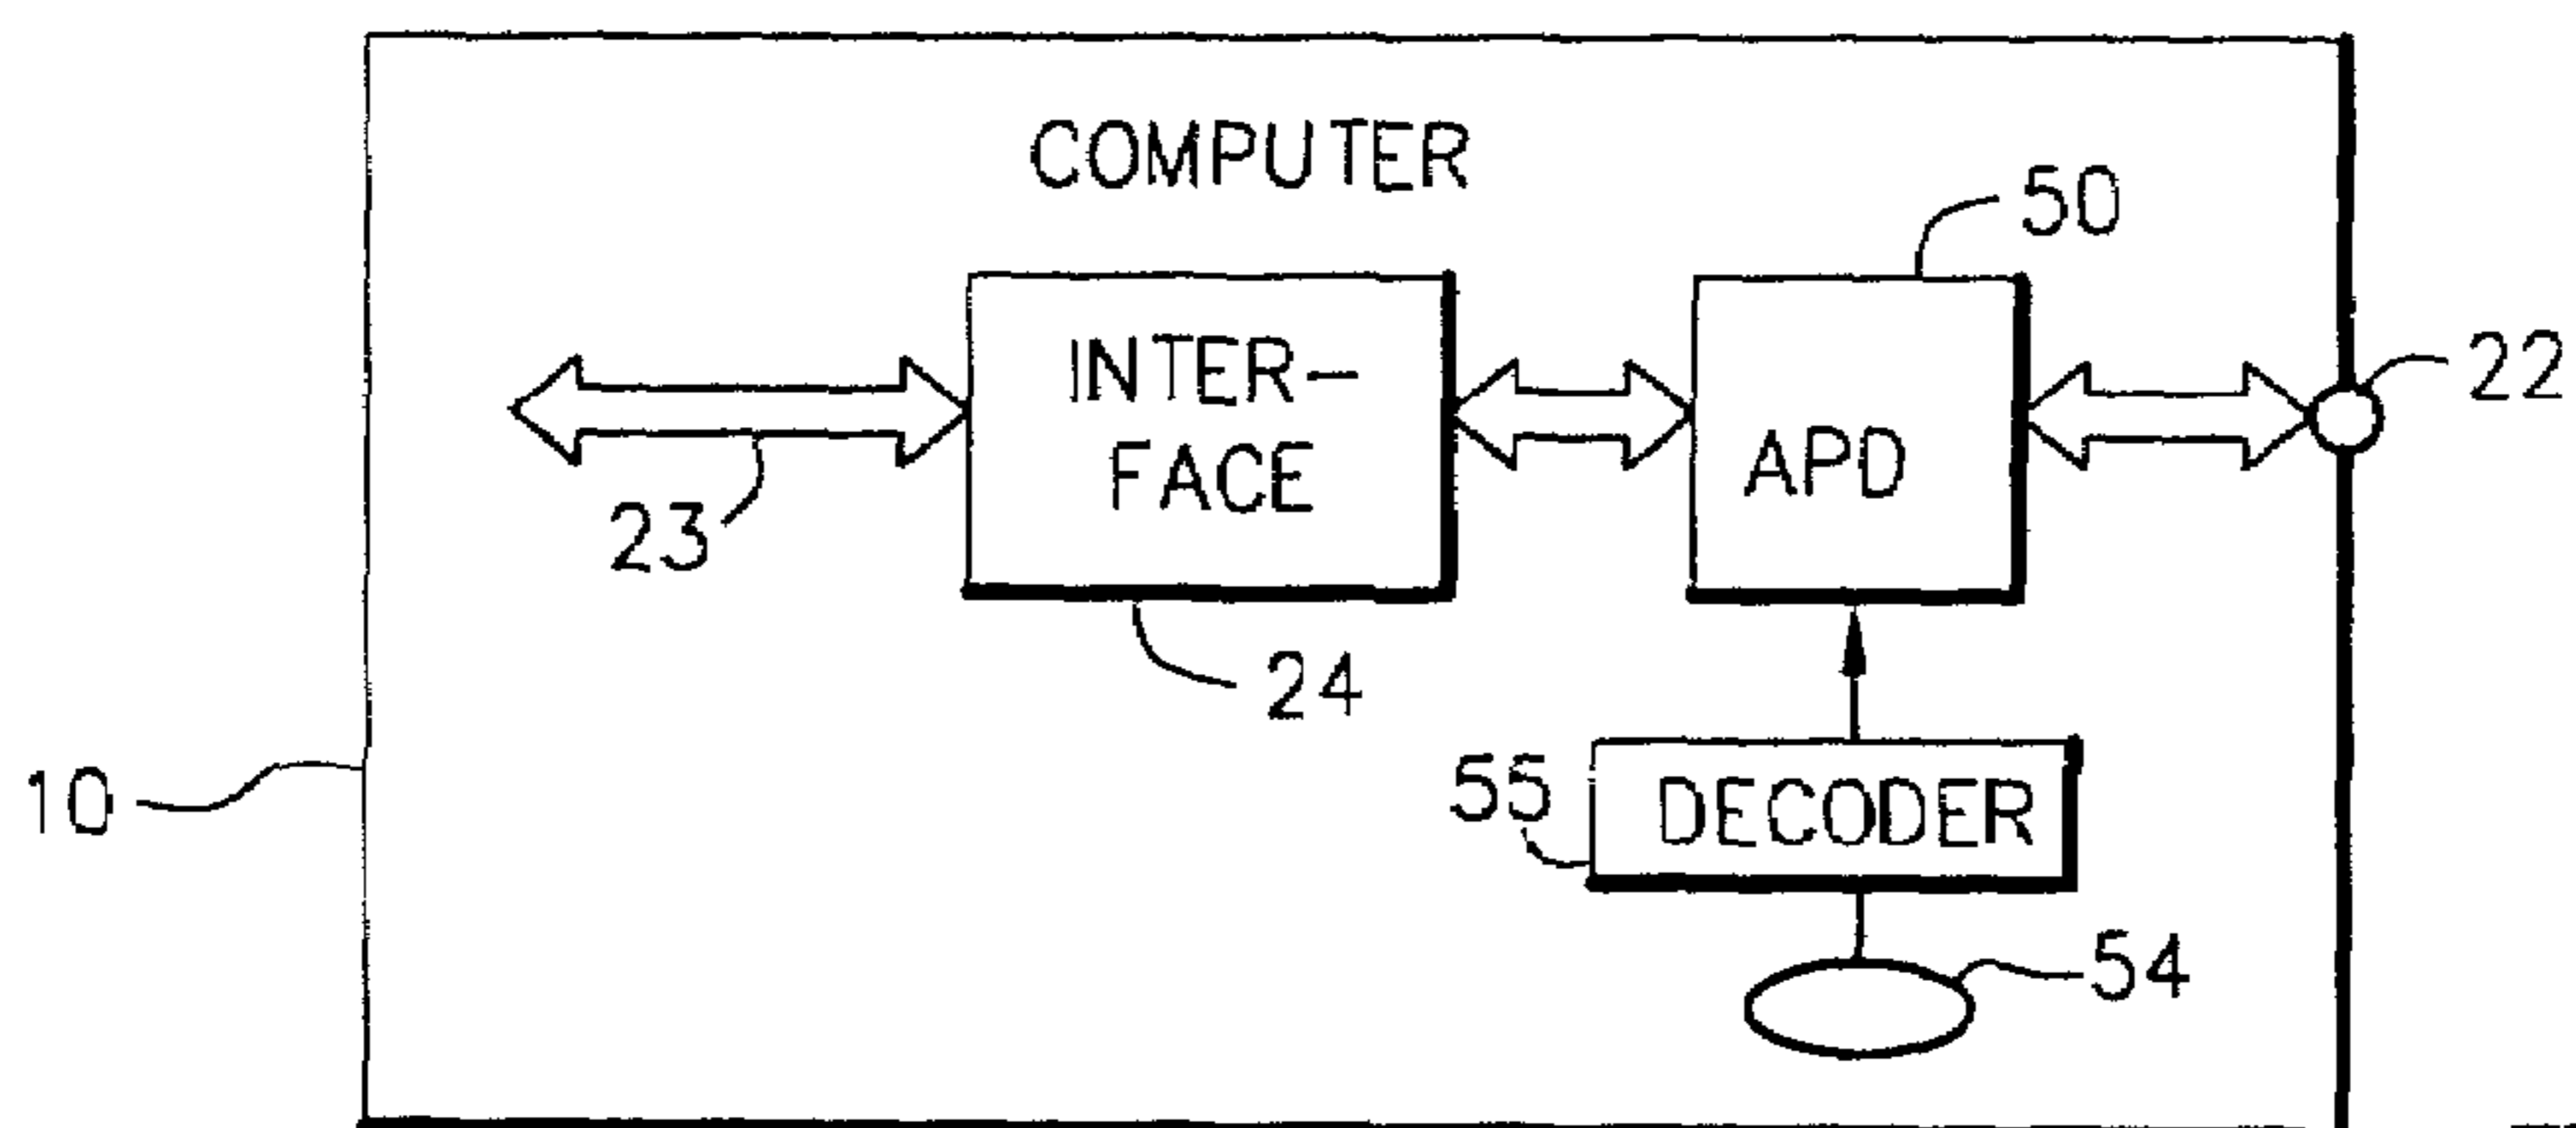 COMPUTER
50
INTER-
FACE
APD
22
23
24
10
55
DECODER
54